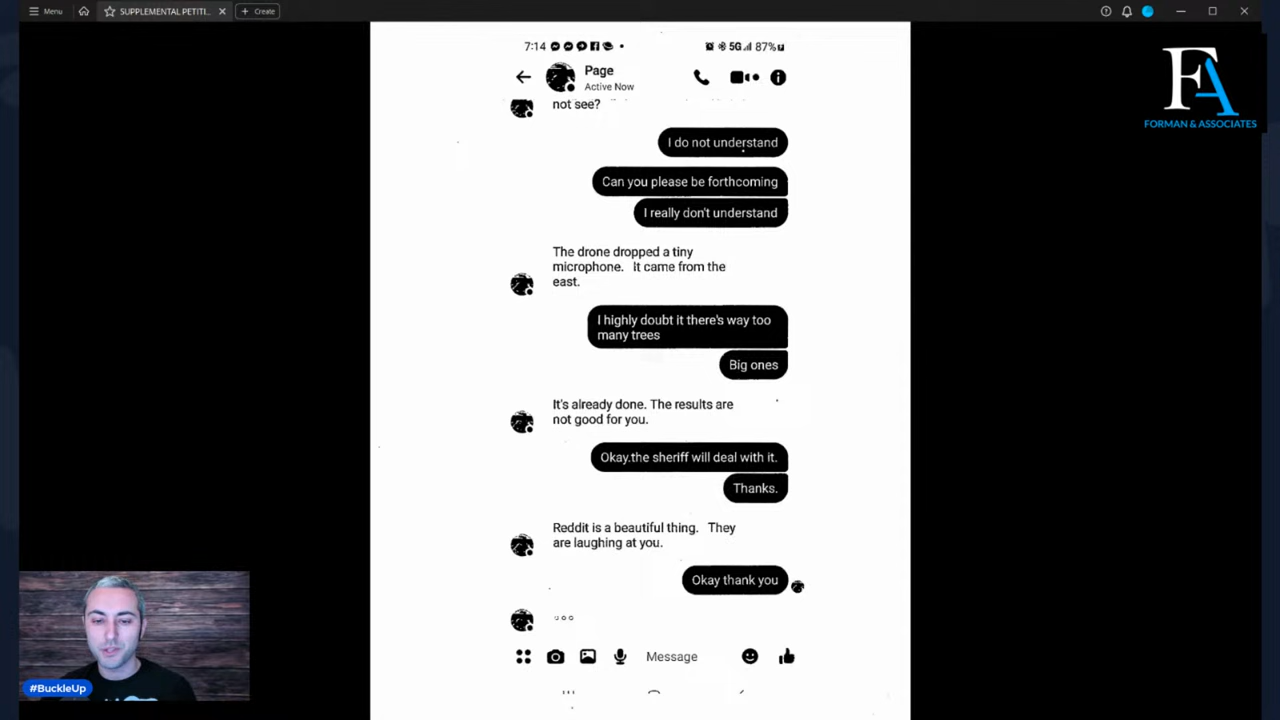 Menu
SUPPLEMENTAL PETITI...
Create
7:14
5G 87%
Page
Active Now
not see?
I do not understand
Can you please be forthcoming
I really don't understand
The drone dropped a tiny
microphone. It came from the
east.
I highly doubt it there's way too
many trees
Big ones
It's already done. The results are
not good for you.
Okay.the sheriff will deal with it.
Thanks.
Reddit is a beautiful thing. They
are laughing at you.
Okay thank you
Message
FA
FORMAN & ASSOCIATES
#BuckleUp